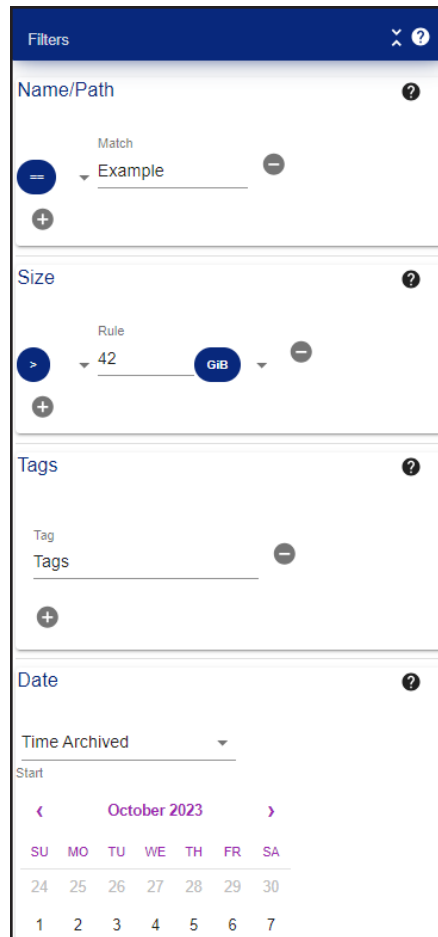 Filters
Name/Path
Match
== Example
Size
Rule
> 42 GiB
Tags
Tag
Tags
Date
Time Archived
Start
‹ October 2023 ›
SU MO TU WE TH FR SA
24 25 26 27 28 29 30
1 2 3 4 5 6 7